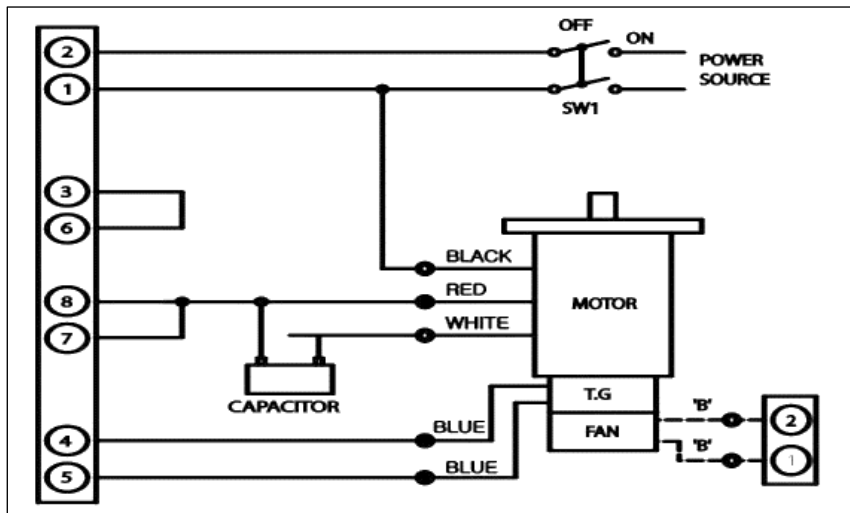 OFF
ON
2
POWER
SOURCE
1
SW1
3
6
BLACK
8
RED
MOTOR
WHITE
7
CAPACITOR
T.G
'B'
2
BLUE
FAN
4
'B'
1
BLUE
5